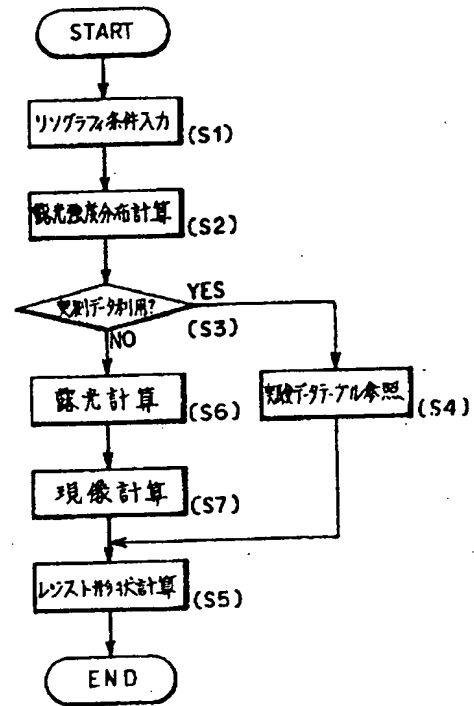 START
リソグラフィ条件入力
(S1)
露光強度分布計算
(S2)
実測データ利用?
YES
(S3)
NO
露光計算
(S6)
実験データテーブル参照
(S4)
現像計算
(S7)
レジスト形状計算
(S5)
END